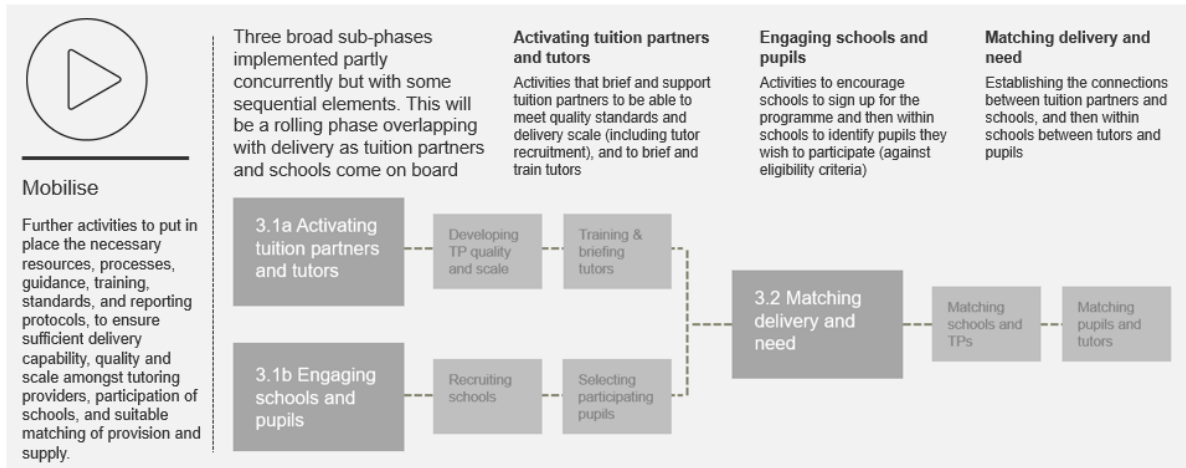 Mobilise
Further activities to put in
place the necessary
resources, processes,
guidance, training,
standards, and reporting
protocols, to ensure
sufficient delivery
capability, quality and
scale amongst tutoring
providers, participation of
schools, and suitable
matching of provision and
supply.
Three broad sub-phases
implemented partly
concurrently but with some
sequential elements. This will
be a rolling phase overlapping
with delivery as tuition partners
and schools come on board
Activating tuition partners
and tutors
Activities that brief and support
tuition partners to be able to
meet quality standards and
delivery scale (including tutor
recruitment), and to brief and
train tutors
Engaging schools and
pupils
Activities to encourage
schools to sign up for the
programme and then within
schools to identify pupils they
wish to participate (against
eligibility criteria)
Matching delivery and
need
Establishing the connections
between tuition partners and
schools, and then within
schools between tutors and
pupils
3.1a Activating
tuition partners
and tutors
Developing
TP quality
and scale
Training &
briefing
tutors
3.1b Engaging
schools and
pupils
Recruiting
schools
Selecting
participating
pupils
3.2 Matching
delivery and
need
Matching
schools and
TPs
Matching
pupils and
tutors